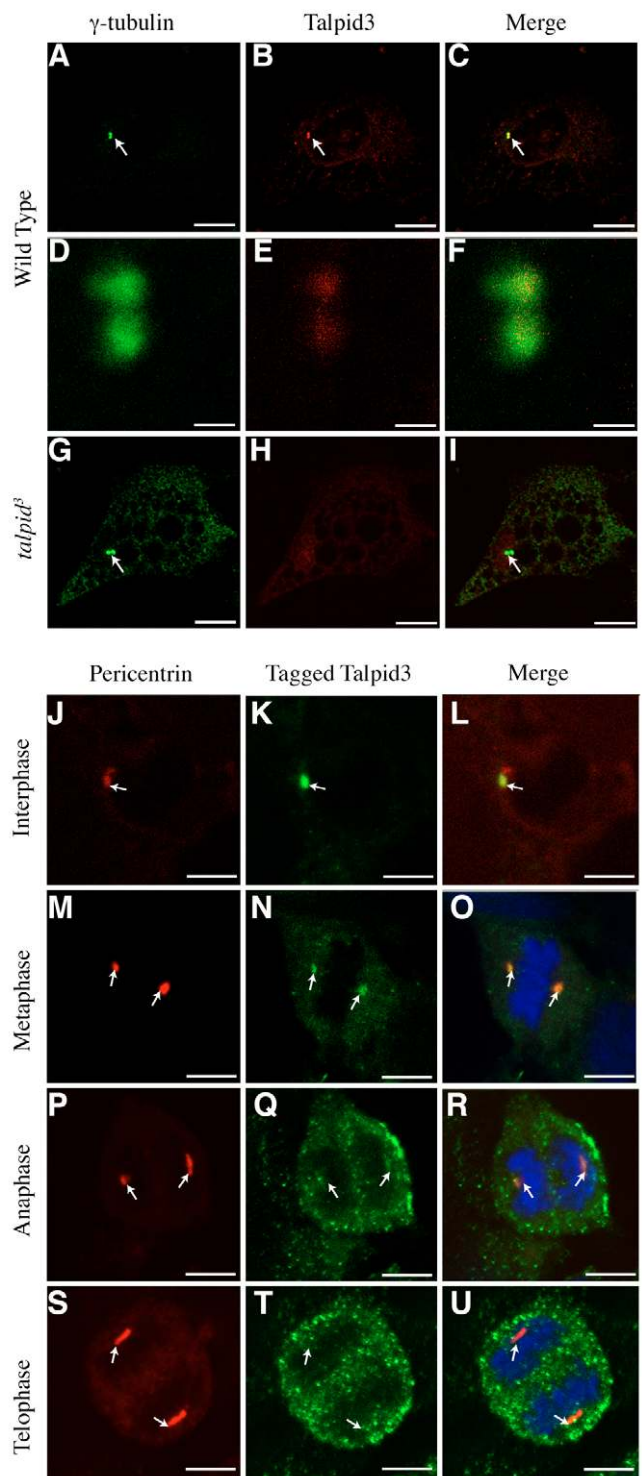 γ-tubulin Talpid3 Merge
A B C
Wild Type
D E F
G H I
talpid³
Pericentrin Tagged Talpid3 Merge
J K L
Interphase
M N O
Metaphase
P Q R
Anaphase
S T U
Telophase